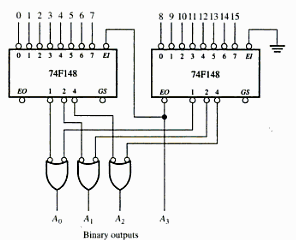 0 1 2 3 4 5 6 7 8 9 10 11 12 13 14 15
0 1 2 3 4 5 6 7 EI 0 1 2 3 4 5 6 7 EI
74F148 74F148
EO 1 2 4 GS EO 1 2 4 GS
A0 A1 A2 A3
Binary outputs